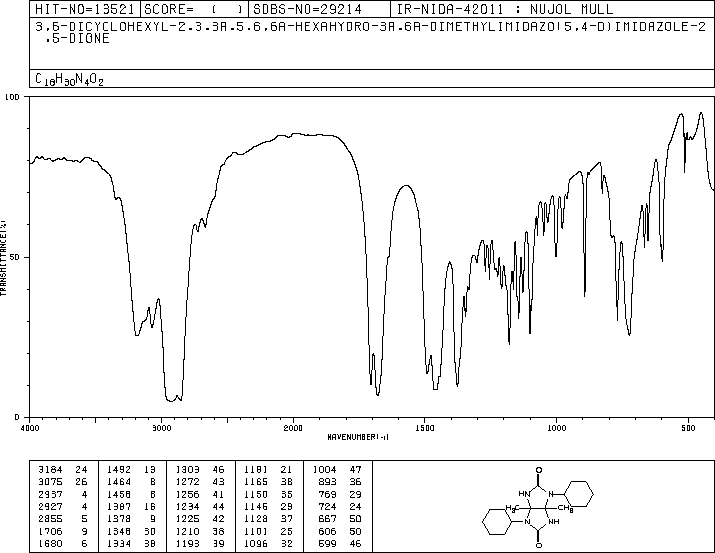 HIT-NO=13521 SCORE= ( ) SDBS-NO=29214 IR-NIDA-42011 : NUJOL MULL
3,6-DICYCLOHEXYL-2,3,3A,5,6,6A-HEXAHYDRO-3A,6A-DIMETHYLIMIDAZO(5,4-D)IMIDAZOLE-2
,5-DIONE
C18H30N4O2
100
50
0
TRANSMITTANCE(%)
4000 3000 2000 1500 1000 500
WAVENUMBER(-1)
3184 24 1492 13 1303 46 1181 21 1004 47
3075 26 1464 8 1272 43 1165 38 893 36
2937 4 1458 8 1256 41 1150 35 769 29
2927 4 1387 16 1234 44 1146 29 724 24
2855 5 1378 9 1225 42 1128 37 667 50
1706 9 1348 30 1210 38 1101 25 606 50
1680 6 1334 38 1193 39 1096 32 599 46
O
HN N
CH3 CH3
N NH
O